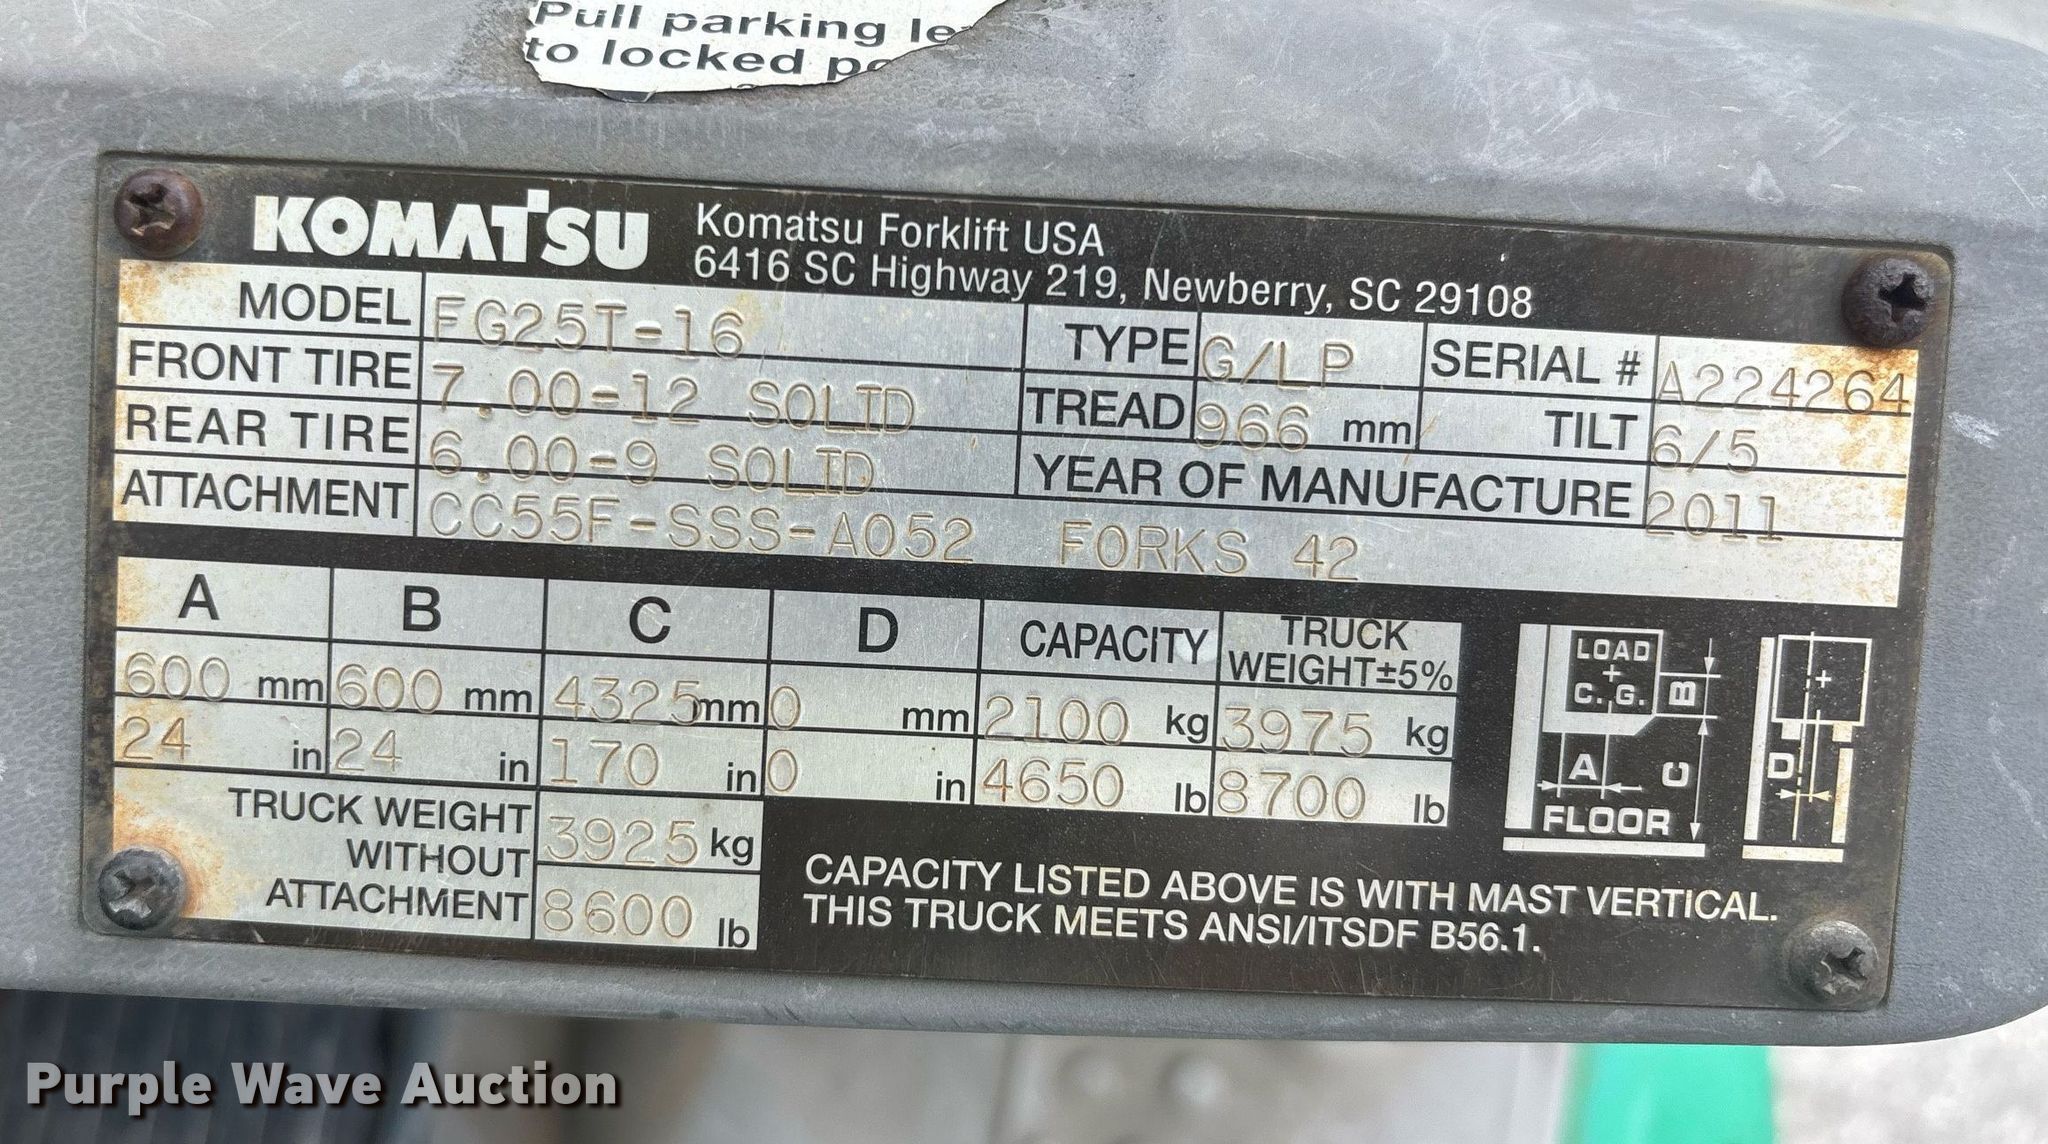 Pull parking
to locked
KOMATSU
Komatsu Forklift USA
6416 SC Highway 219, Newberry, SC 29108
MODEL FG25T-16 TYPE G/LP SERIAL # A224264
FRONT TIRE 7.00-12 SOLID TREAD 966 mm TILT 6/5
REAR TIRE 6.00-9 SOLID YEAR OF MANUFACTURE 2011
ATTACHMENT CC55F-SSS-A052 FORKS 42
A B C D CAPACITY TRUCK WEIGHT±5%
600 mm 600 mm 4325 mm 0 mm 2100 kg 3975 kg
24 in 24 in 170 in 0 in 4650 lb 8700 lb
TRUCK WEIGHT
WITHOUT
ATTACHMENT
3925 kg
8600 lb
LOAD
+
C.G.
B
A
C
FLOOR
+
D
CAPACITY LISTED ABOVE IS WITH MAST VERTICAL.
THIS TRUCK MEETS ANSI/ITSDF B56.1.
Purple Wave Auction